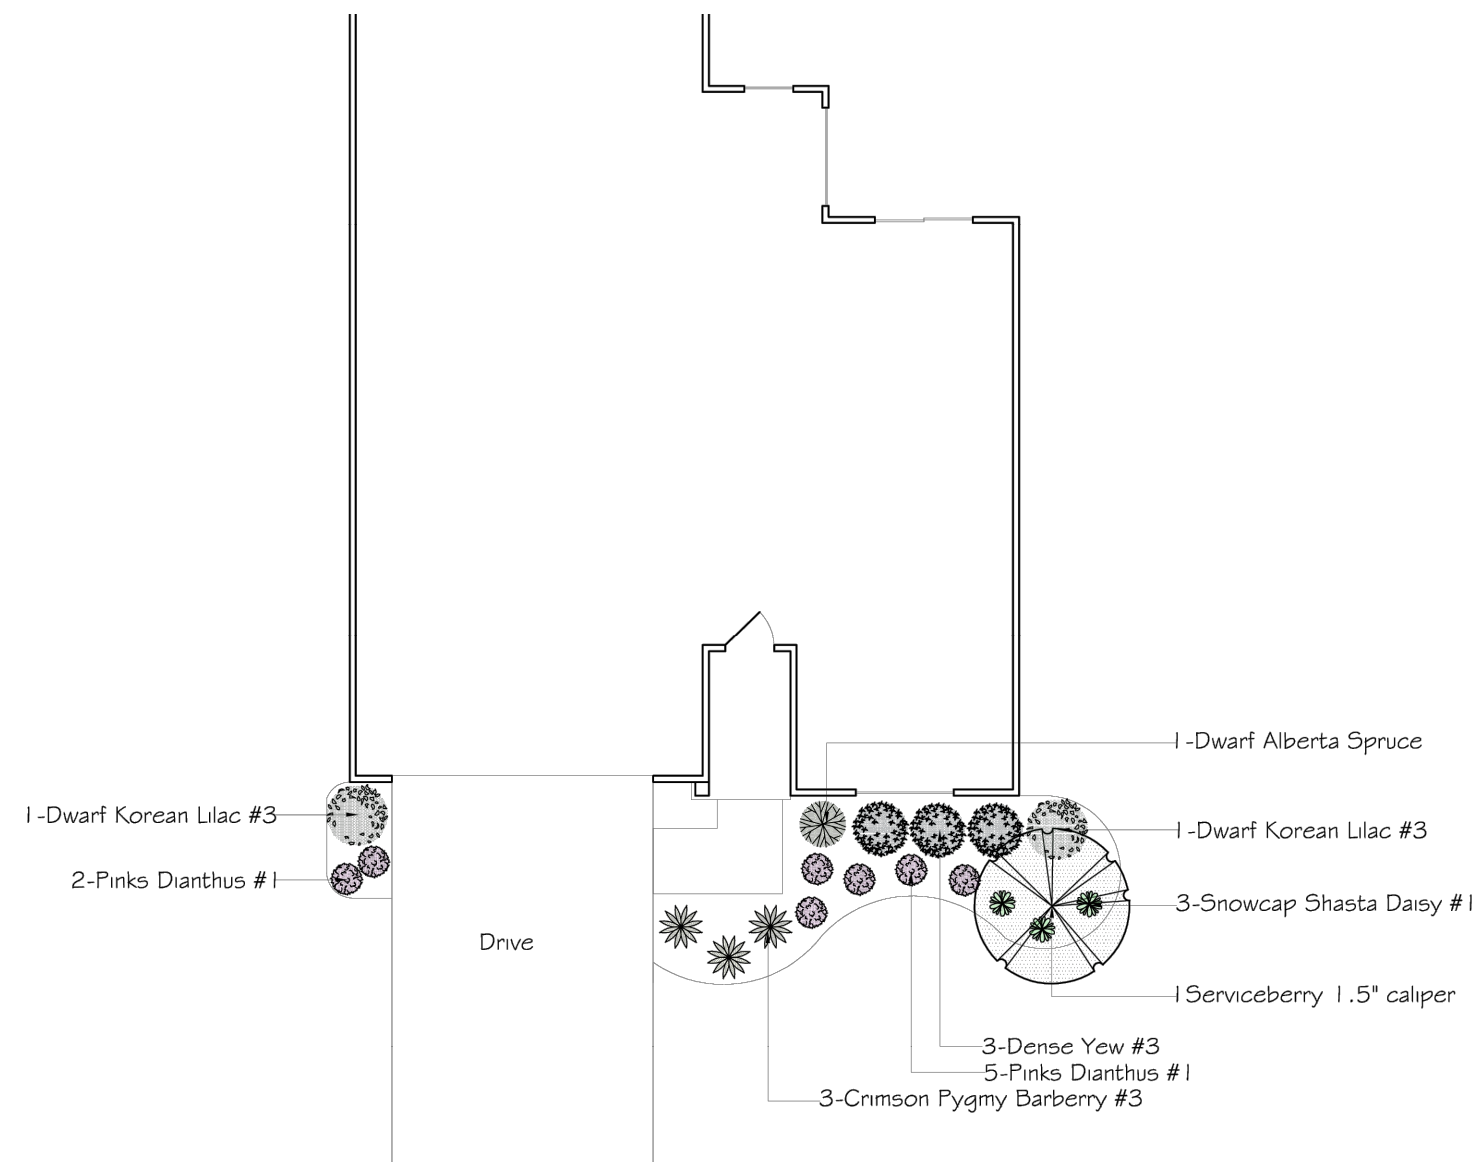 1-Dwarf Alberta Spruce
1-Dwarf Korean Lilac #3
1-Dwarf Korean Lilac #3
2-Pinks Dianthus #1
3-Snowcap Shasta Daisy #1
Drive
1Serviceberry 1.5" caliper
3-Dense Yew #3
5-Pinks Dianthus #1
3-Crimson Pygmy Barberry #3